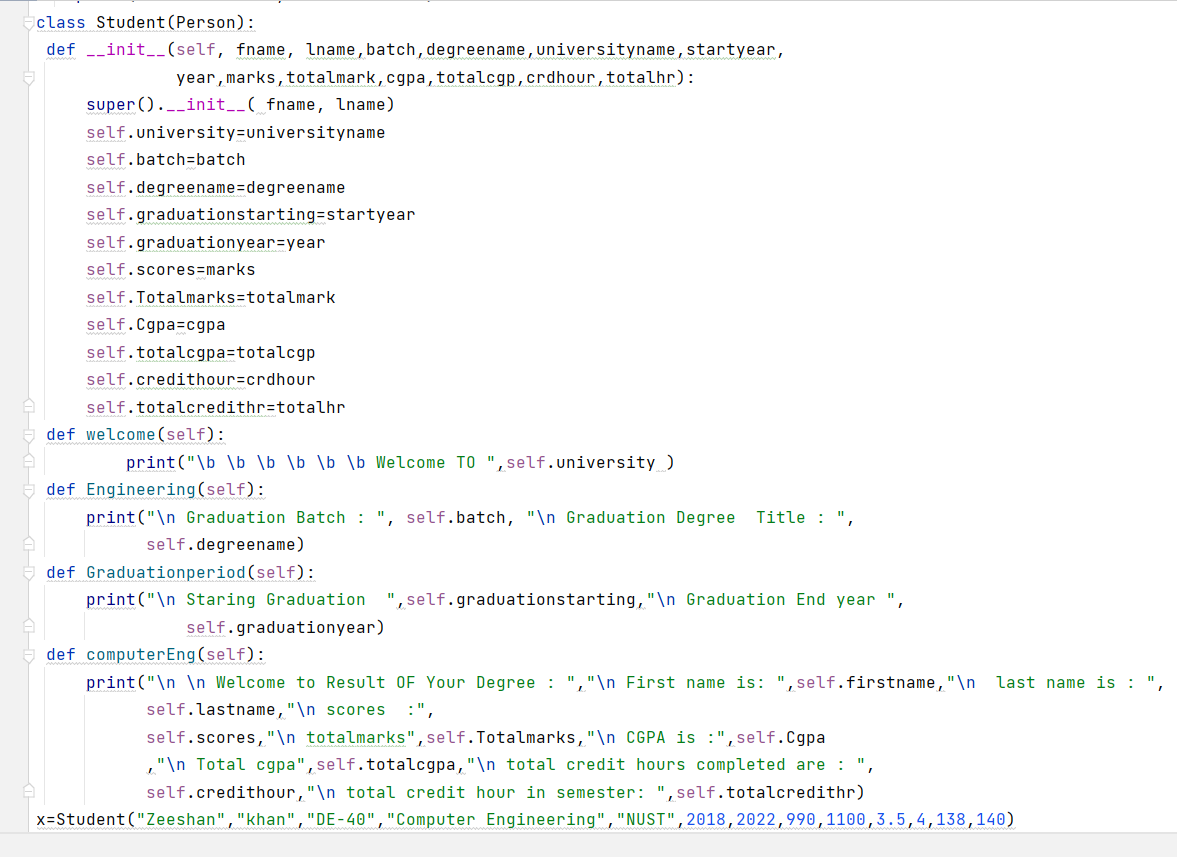 class Student(Person):
def __init__(self, fname, lname,batch,degreename,universityname,startyear,
year,marks,totalmark,cgpa,totalcgp,crdhour,totalhr):
super().__init__( fname, lname)
self.university=universityname
self.batch=batch
self.degreename=degreename
self.graduationstarting=startyear
self.graduationyear=year
self.scores=marks
self.Totalmarks=totalmark
self.Cgpa=cgpa
self.totalcgpa=totalcgp
self.credithour=crdhour
self.totalcredithr=totalhr
def welcome(self):
print("\b \b \b \b \b \b Welcome TO ",self.university )
def Engineering(self):
print("\n Graduation Batch : ", self.batch, "\n Graduation Degree  Title : ",
self.degreename)
def Graduationperiod(self):
print("\n Staring Graduation  ",self.graduationstarting,"\n Graduation End year ",
self.graduationyear)
def computerEng(self):
print("\n \n Welcome to Result OF Your Degree : ","\n First name is: ",self.firstname,"\n  last name is : ",
self.lastname,"\n scores  :",
self.scores,"\n totalmarks",self.Totalmarks,"\n CGPA is :",self.Cgpa
,"\n Total cgpa",self.totalcgpa,"\n total credit hours completed are : ",
self.credithour,"\n total credit hour in semester: ",self.totalcredithr)
x=Student("Zeeshan","khan","DE-40","Computer Engineering","NUST",2018,2022,990,1100,3.5,4,138,140)